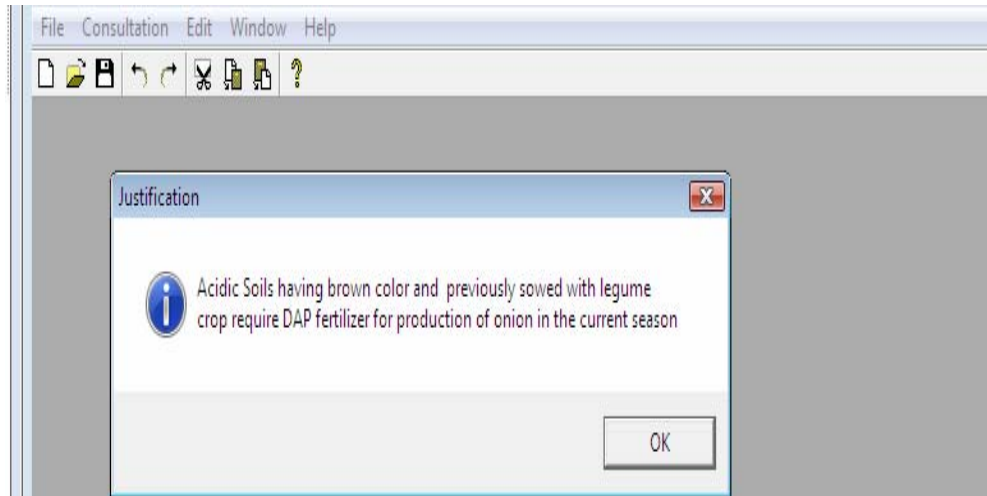 File Consultation Edit Window Help
Justification
Acidic Soils having brown color and previously sowed with legume
crop require DAP fertilizer for production of onion in the current season
OK